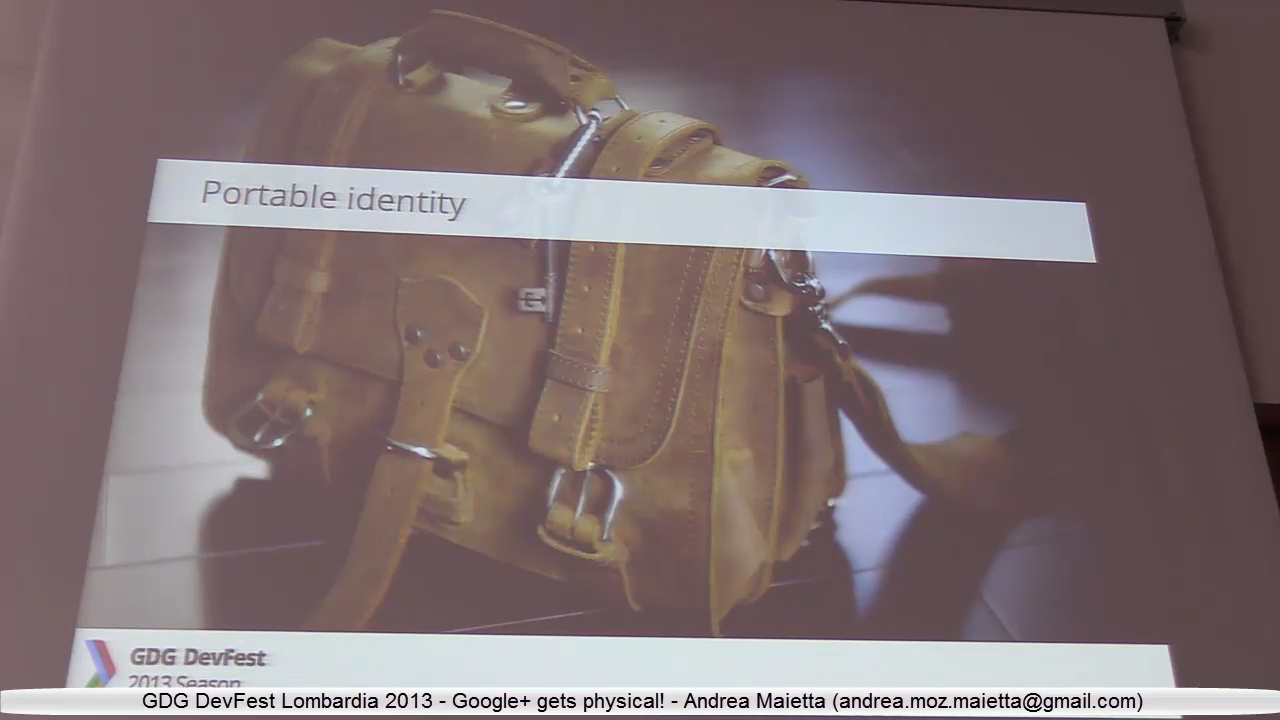 Portable identity
GDG DevFest
2013 Season
GDG DevFest Lombardia 2013 - Google+ gets physical! - Andrea Maietta (andrea.moz.maietta@gmail.com)